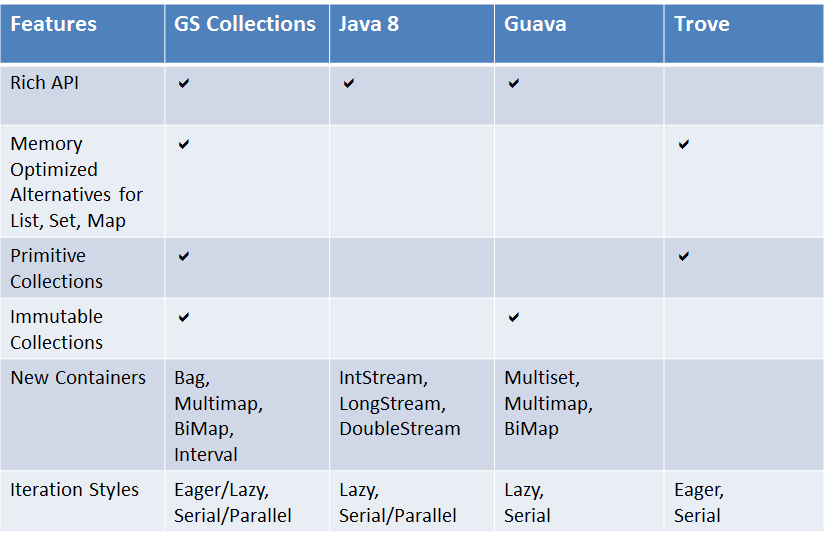 Features GS Collections Java 8 Guava Trove
Rich API ✓ ✓ ✓
Memory ✓ ✓
Optimized
Alternatives for
List, Set, Map
Primitive ✓ ✓
Collections
Immutable ✓ ✓
Collections
New Containers Bag, IntStream, Multiset,
Multimap, LongStream, Multimap,
BiMap, DoubleStream BiMap
Interval
Iteration Styles Eager/Lazy, Lazy, Lazy, Eager,
Serial/Parallel Serial/Parallel Serial Serial